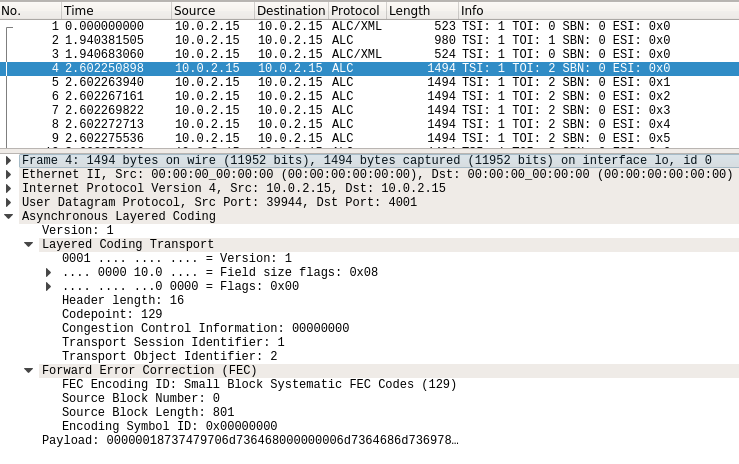 No. Time Source Destination Protocol Length Info
1 0.000000000 10.0.2.15 10.0.2.15 ALC/XML 523 TSI: 1 TOI: 0 SBN: 0 ESI: 0x0
2 1.940381505 10.0.2.15 10.0.2.15 ALC 980 TSI: 1 TOI: 1 SBN: 0 ESI: 0x0
3 1.940683060 10.0.2.15 10.0.2.15 ALC/XML 524 TSI: 1 TOI: 0 SBN: 0 ESI: 0x0
4 2.602250898 10.0.2.15 10.0.2.15 ALC 1494 TSI: 1 TOI: 2 SBN: 0 ESI: 0x0
5 2.602263940 10.0.2.15 10.0.2.15 ALC 1494 TSI: 1 TOI: 2 SBN: 0 ESI: 0x1
6 2.602267161 10.0.2.15 10.0.2.15 ALC 1494 TSI: 1 TOI: 2 SBN: 0 ESI: 0x2
7 2.602269822 10.0.2.15 10.0.2.15 ALC 1494 TSI: 1 TOI: 2 SBN: 0 ESI: 0x3
8 2.602272713 10.0.2.15 10.0.2.15 ALC 1494 TSI: 1 TOI: 2 SBN: 0 ESI: 0x4
9 2.602275536 10.0.2.15 10.0.2.15 ALC 1494 TSI: 1 TOI: 2 SBN: 0 ESI: 0x5
Frame 4: 1494 bytes on wire (11952 bits), 1494 bytes captured (11952 bits) on interface lo, id 0
Ethernet II, Src: 00:00:00_00:00:00 (00:00:00:00:00:00), Dst: 00:00:00_00:00:00 (00:00:00:00:00:00)
Internet Protocol Version 4, Src: 10.0.2.15, Dst: 10.0.2.15
User Datagram Protocol, Src Port: 39944, Dst Port: 4001
Asynchronous Layered Coding
Version: 1
Layered Coding Transport
0001 .... .... .... = Version: 1
.... 0000 10.0 .... = Field size flags: 0x08
.... .... ...0 0000 = Flags: 0x00
Header length: 16
Codepoint: 129
Congestion Control Information: 00000000
Transport Session Identifier: 1
Transport Object Identifier: 2
Forward Error Correction (FEC)
FEC Encoding ID: Small Block Systematic FEC Codes (129)
Source Block Number: 0
Source Block Length: 801
Encoding Symbol ID: 0x00000000
Payload: 00000018737479706d736468000000006d7364686d736978…